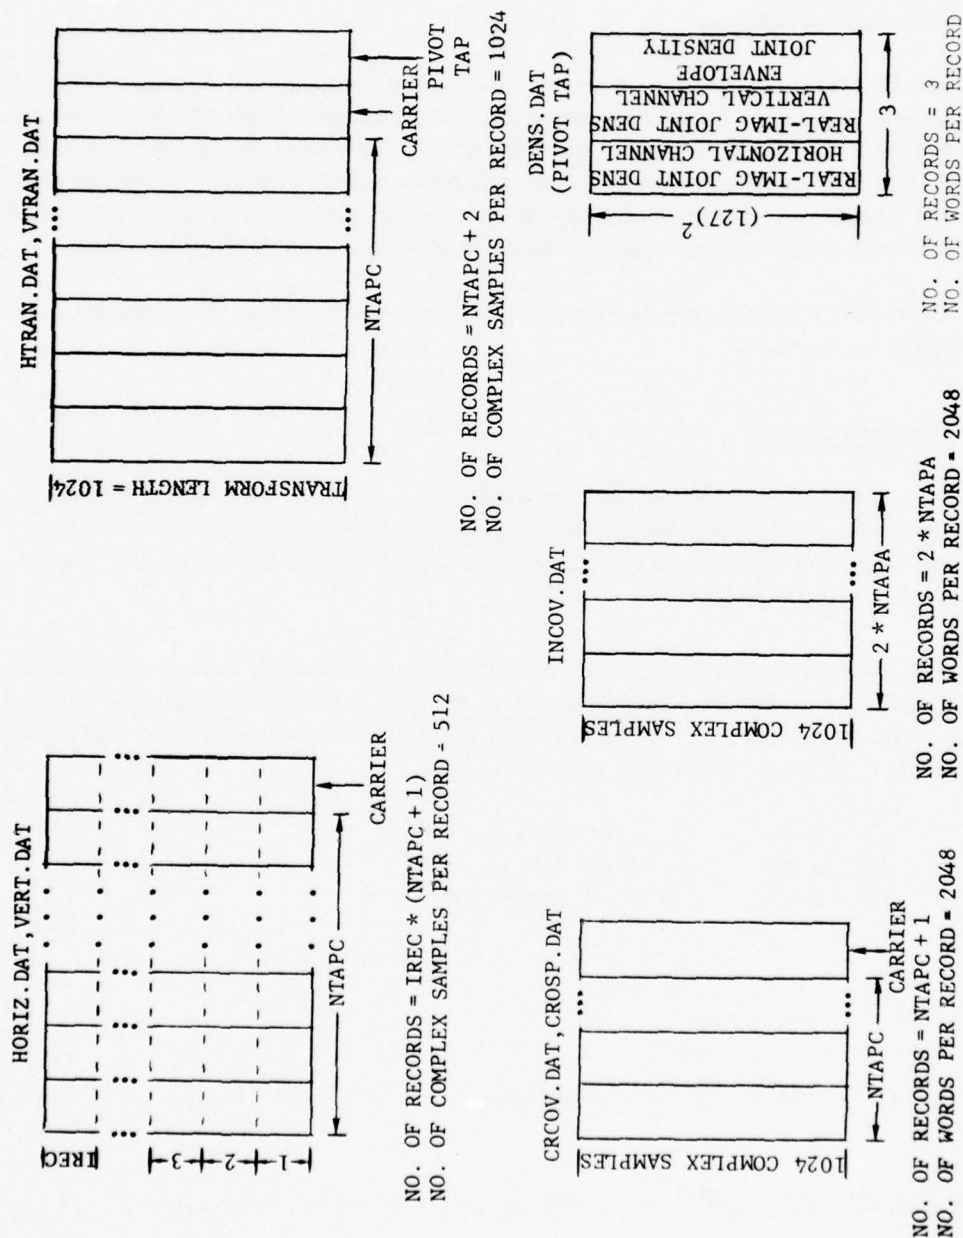 HORIZ.DAT,VERT.DAT
IREC
3
2
1
NTAPC
CARRIER
NO. OF RECORDS = IREC * (NTAPC + 1)
NO. OF COMPLEX SAMPLES PER RECORD = 512
HTRAN.DAT,VTRAN.DAT
TRANSFORM LENGTH = 1024
NTAPC
CARRIER
PIVOT
TAP
NO. OF RECORDS = NTAPC + 2
NO. OF COMPLEX SAMPLES PER RECORD = 1024
CRCOV.DAT,CROSP.DAT
1024 COMPLEX SAMPLES
NTAPC
CARRIER
NO. OF RECORDS = NTAPC + 1
NO. OF WORDS PER RECORD = 2048
INCOV.DAT
1024 COMPLEX SAMPLES
2 * NTAPA
NO. OF RECORDS = 2 * NTAPA
NO. OF WORDS PER RECORD = 2048
DENS.DAT
(PIVOT TAP)
(127)2
REAL-IMAG JOINT DENS
HORIZONTAL CHANNEL
REAL-IMAG JOINT DENS
VERTICAL CHANNEL
ENVELOPE
JOINT DENSITY
3
NO. OF RECORDS = 3
NO. OF WORDS PER RECORD